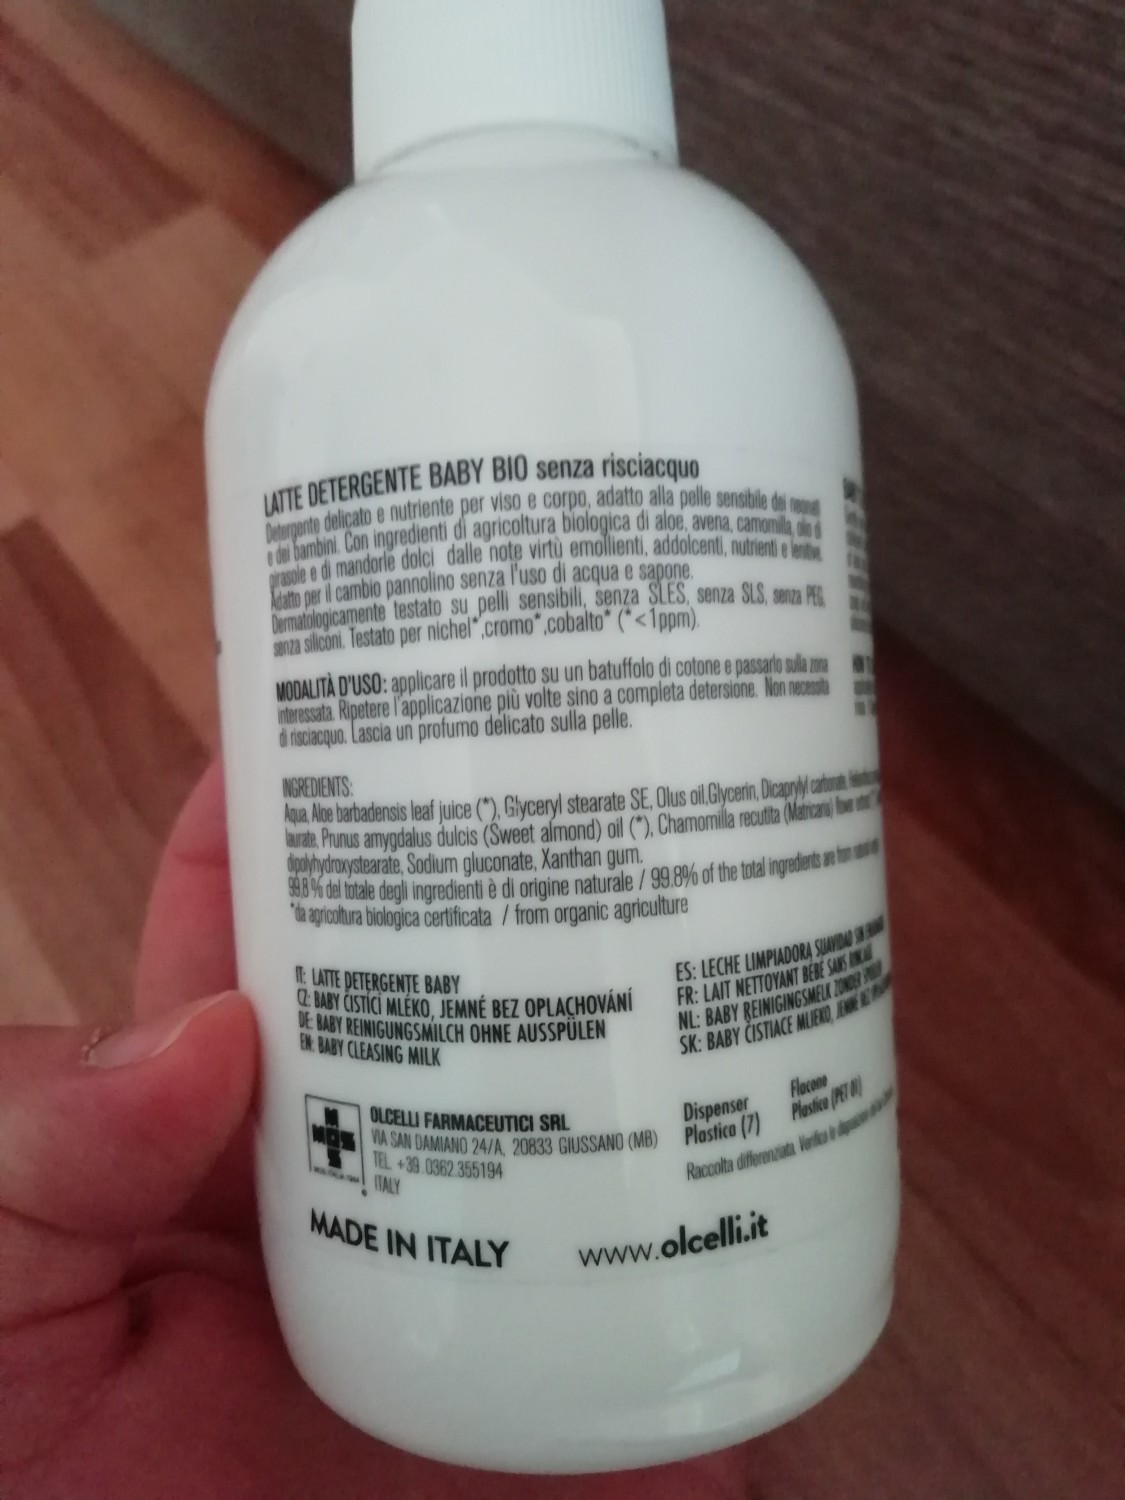 LATTE DETERGENTE BABY BIO senza risciacquo
Detergente delicato e nutriente per viso e corpo, adatto alla pelle sensibile dei neonati
e dei bambini. Con ingredienti di agricoltura biologica di aloe, avena, camomilla, olio di
girasole e di mandorle dolci dalle note virtù emollienti, addolcenti, nutrienti e lenitive.
Adatto per il cambio pannolino senza l'uso di acqua e sapone.
Dermatologicamente testato su pelli sensibili, senza SLES, senza SLS, senza PEG,
senza siliconi. Testato per nichel*,cromo*,cobalto* (*<1ppm).
MODALITÀ D'USO: applicare il prodotto su un batuffolo di cotone e passarlo sulla zona
interessata. Ripetere l'applicazione più volte sino a completa detersione. Non necessita
di risciacquo. Lascia un profumo delicato sulla pelle.
INGREDIENTS:
Aqua, Aloe barbadensis leaf juice (*), Glyceryl stearate SE, Olus oil,Glycerin, Dicaprylyl carbonate,
laurate, Prunus amygdalus dulcis (Sweet almond) oil (*), Chamomilla recutita (Matricaria) flower
dipolyhydroxystearate, Sodium gluconate, Xanthan gum.
99.8% del totale degli ingredienti è di origine naturale / 99.8% of the total ingredients are from
*da agricoltura biologica certificata / from organic agriculture
IT: LATTE DETERGENTE BABY
CZ: BABY ČISTÍCÍ MLÉKO, JEMNÉ BEZ OPLACHOVÁNÍ
DE: BABY REINIGUNGSMILCH OHNE AUSSPÜLEN
EN: BABY CLEASING MILK
ES: LECHE LIMPIADORA SUAVIDAD SIN
FR: LAIT NETTOYANT BÉBÉ SANS RINÇAGE
NL: BABY REINIGINGSMELK ZONDER SPOELEN
SK: BABY ČISTIACE MLIEKO, JEMNÉ BEZ
MOS
OLCELLI FARMACEUTICI SRL
VIA SAN DAMIANO 24/A, 20833 GIUSSANO (MB)
TEL. +39.0362.355194
ITALY
Dispenser
Plastica (7)
Flacone
Plastica (PET 01)
Raccolta differenziata. Verifica le disposizioni del tuo Comune
MADE IN ITALY
www.olcelli.it